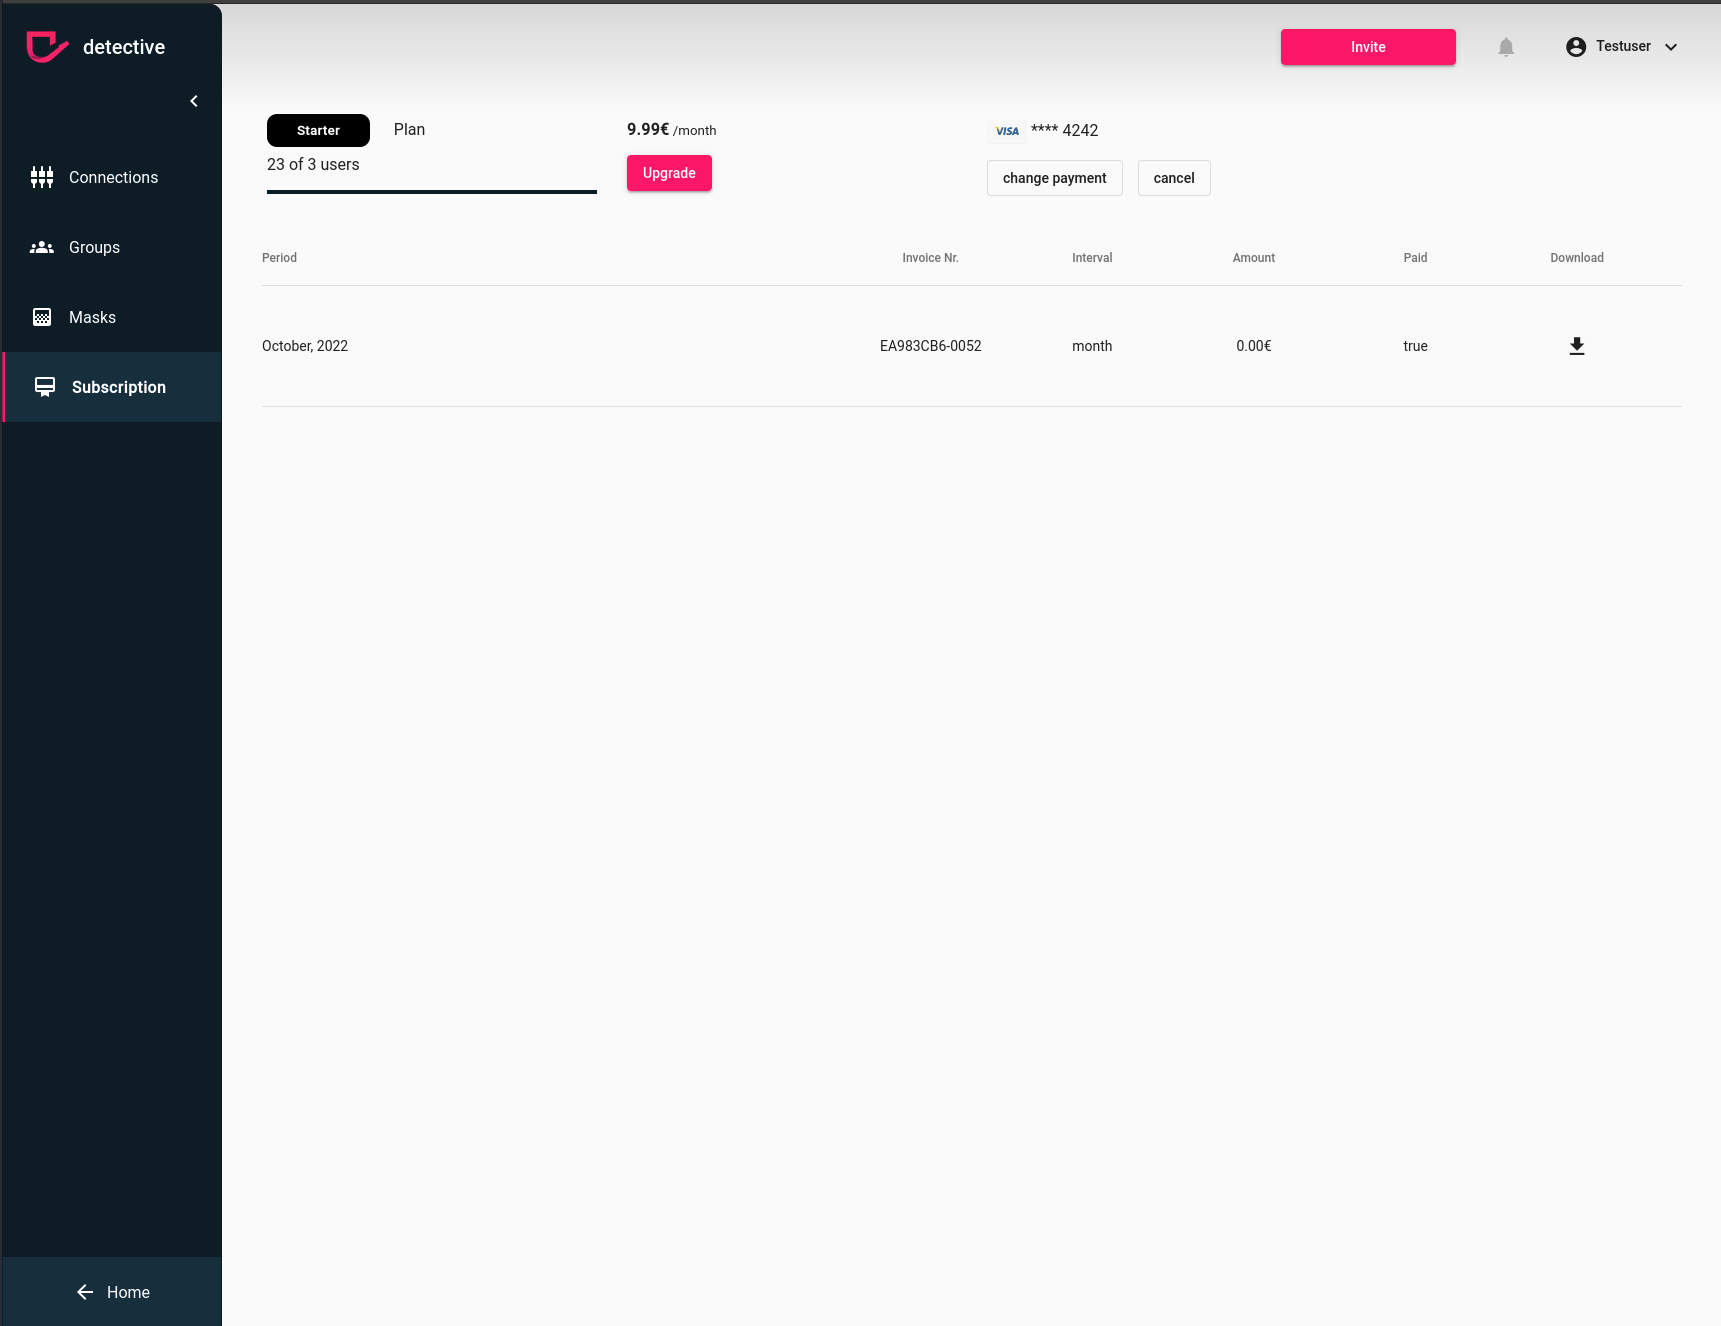 detective
Invite
Testuser
Starter Plan
9.99€ /month
VISA **** 4242
23 of 3 users
Upgrade
change payment
cancel
Connections
Groups
Masks
Subscription
Period Invoice Nr. Interval Amount Paid Download
October, 2022 EA983CB6-0052 month 0.00€ true
Home